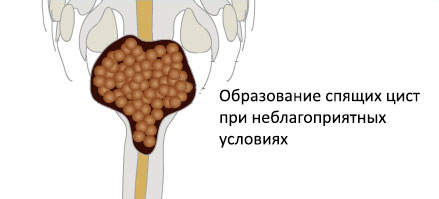 Образование спящих цист
при неблагоприятных
условиях